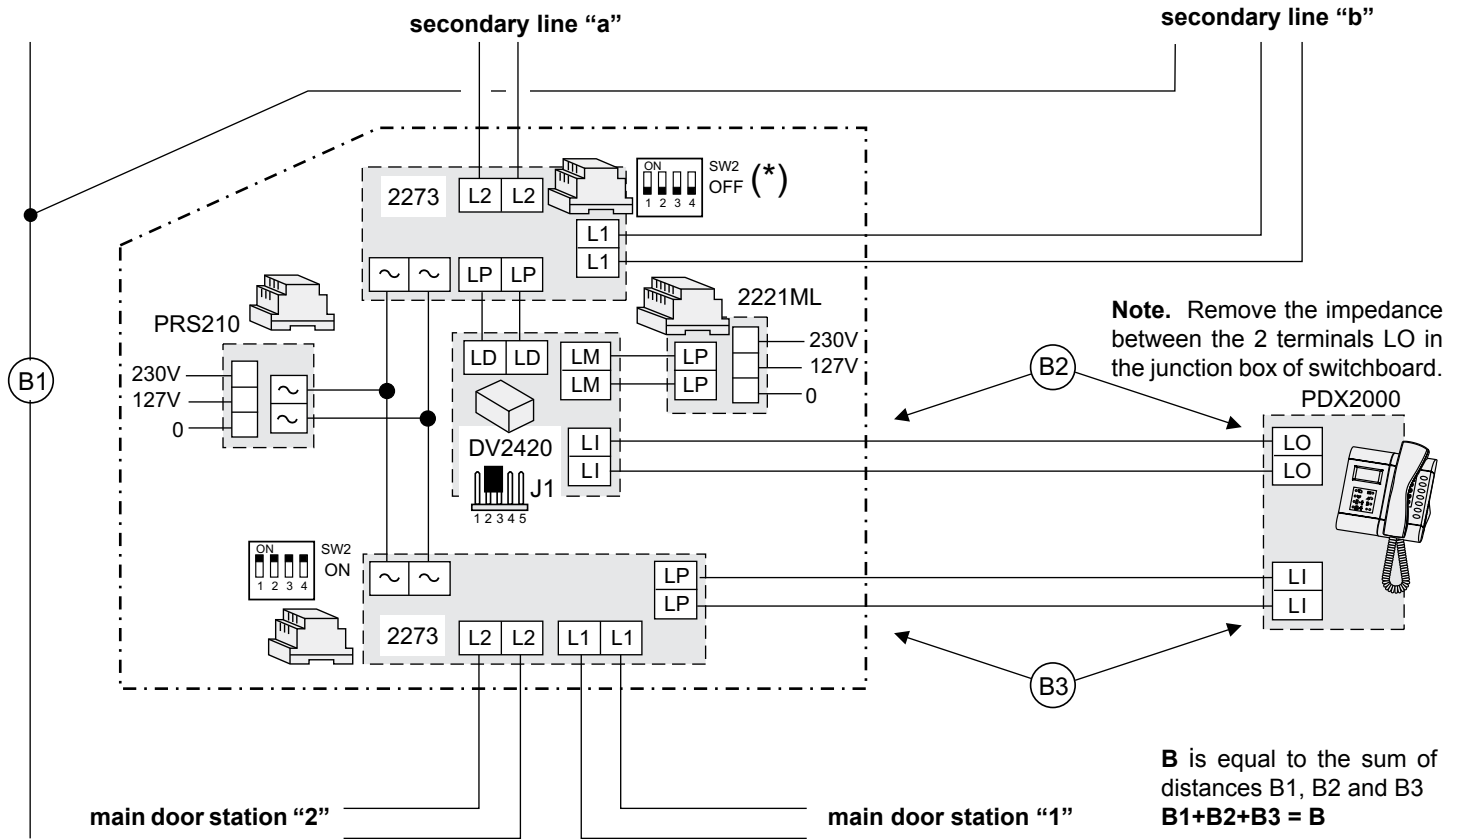 secondary line “a”
secondary line “b”
2273
L2 L2
ON
1 2 3 4
SW2
OFF (*)
L1
L1
~ ~
LP LP
PRS210
230V
127V
0
~
~
2221ML
LD LD
LM
LM
LP
LP
230V
127V
0
Note. Remove the impedance
between the 2 terminals LO in
the junction box of switchboard.
PDX2000
B1
B2
DV2420
LI
LI
J1
1 2 3 4 5
LO
LO
ON
1 2 3 4
SW2
ON
~ ~
LP
LP
LI
LI
2273
L2 L2
L1 L1
B3
B is equal to the sum of
distances B1, B2 and B3
B1+B2+B3 = B
main door station “2”
main door station “1”